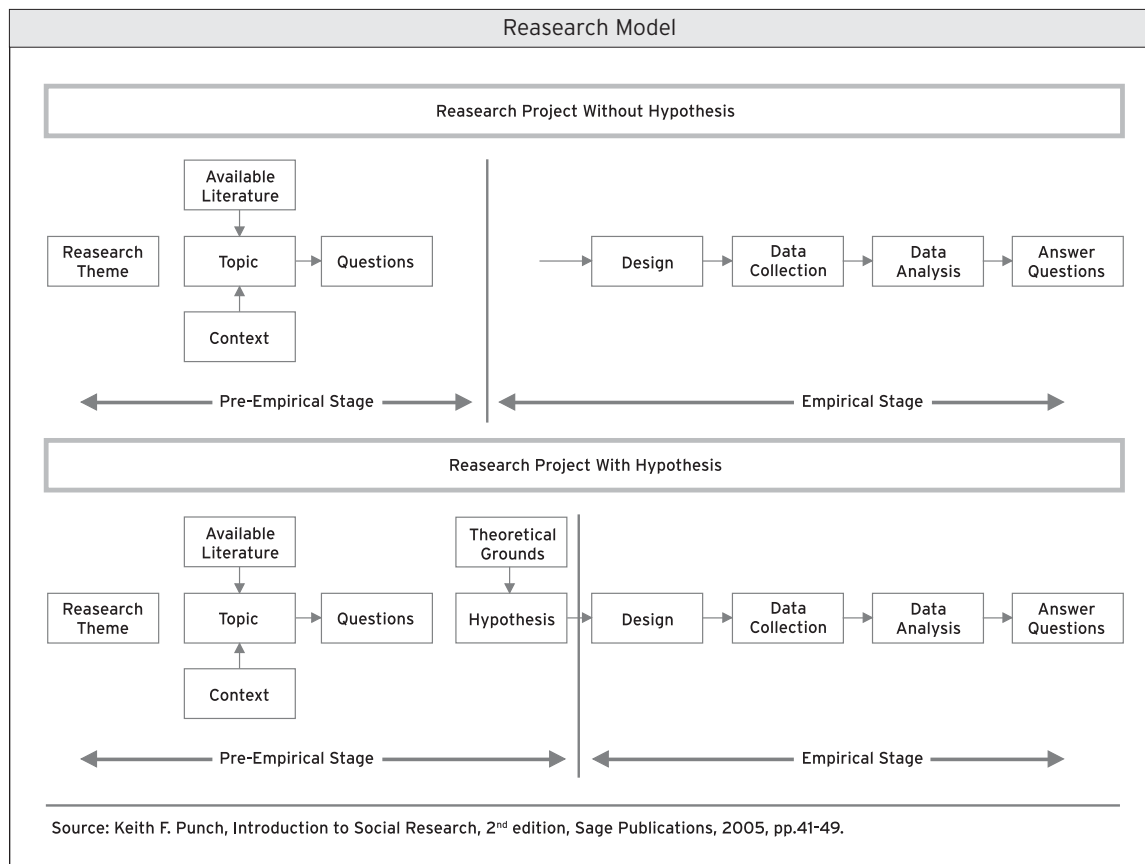 Reasearch Model
Reasearch Project Without Hypothesis
Available
Literature
Reasearch
Theme
Topic
Questions
Design
Data
Collection
Data
Analysis
Answer
Questions
Context
Pre-Empirical Stage
Empirical Stage
Reasearch Project With Hypothesis
Available
Literature
Theoretical
Grounds
Reasearch
Theme
Topic
Questions
Hypothesis
Design
Data
Collection
Data
Analysis
Answer
Questions
Context
Pre-Empirical Stage
Empirical Stage
Source: Keith F. Punch, Introduction to Social Research, 2nd edition, Sage Publications, 2005, pp.41-49.